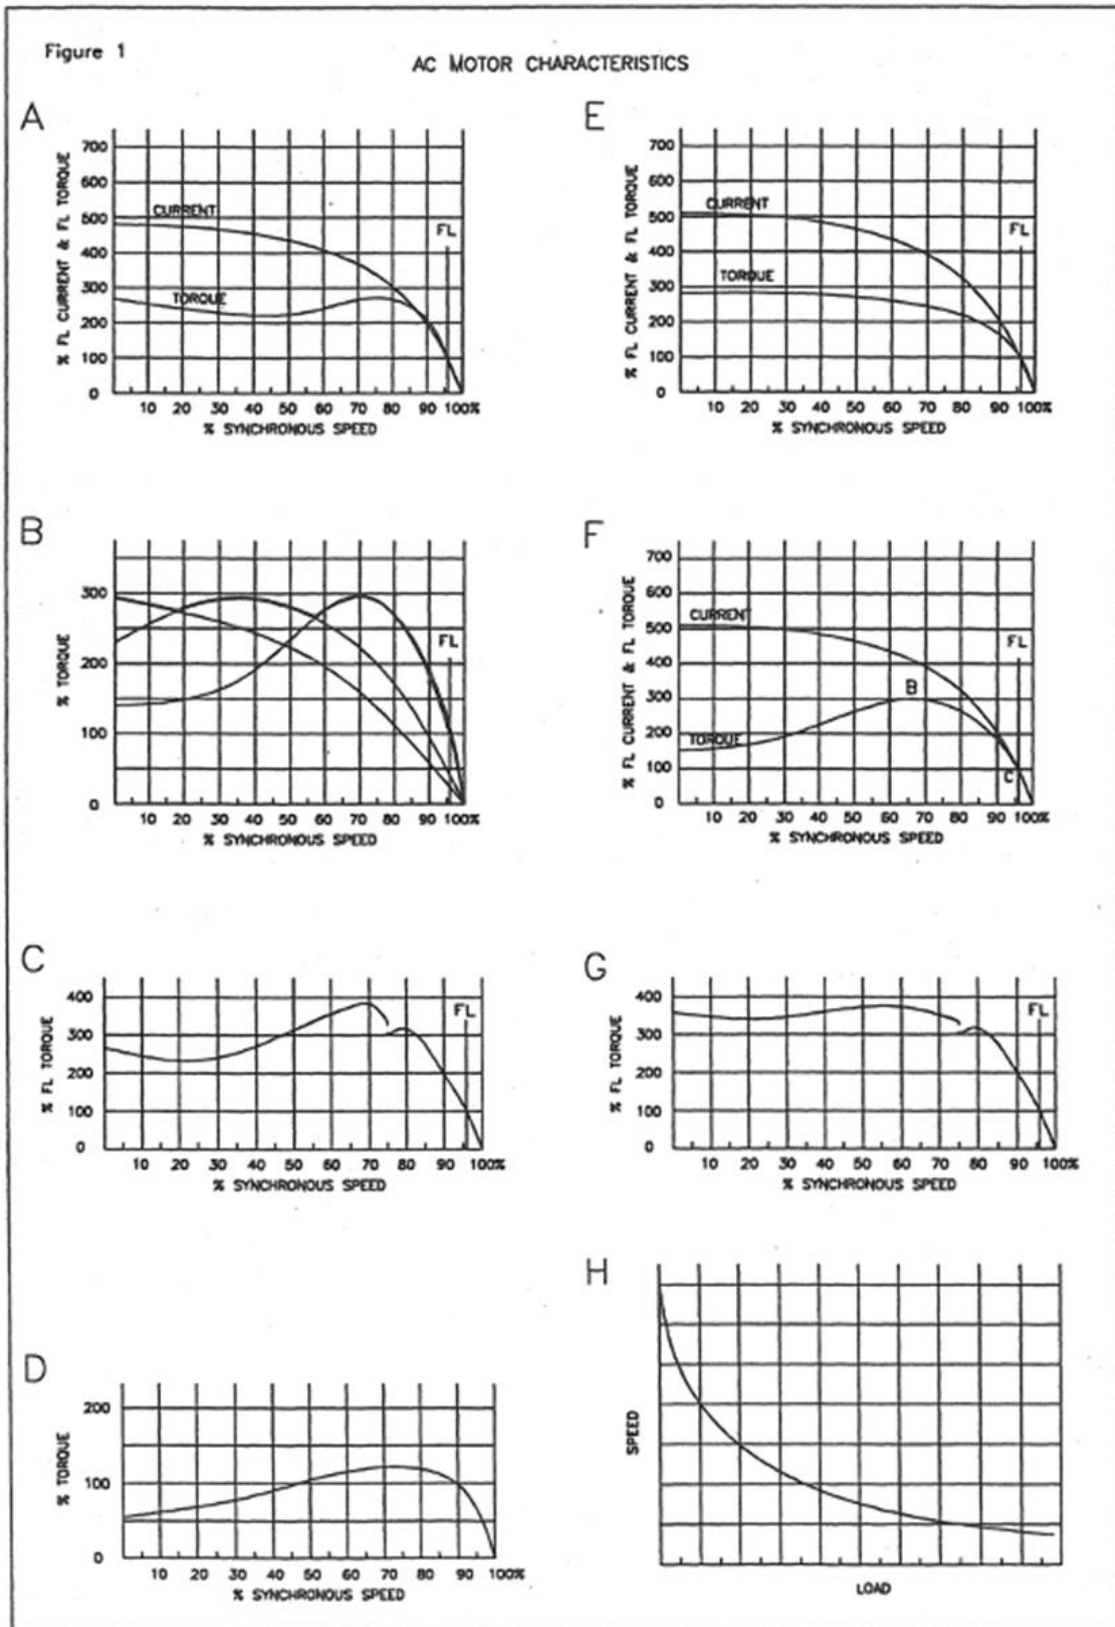 Figure 1
AC MOTOR CHARACTERISTICS
A
% FL CURRENT & FL TORQUE
700
600
500
400
300
200
100
0
CURRENT
TORQUE
FL
10 20 30 40 50 60 70 80 90 100%
% SYNCHRONOUS SPEED
E
% FL CURRENT & FL TORQUE
700
600
500
400
300
200
100
0
CURRENT
TORQUE
FL
10 20 30 40 50 60 70 80 90 100%
% SYNCHRONOUS SPEED
B
% TORQUE
300
200
100
0
FL
10 20 30 40 50 60 70 80 90 100%
% SYNCHRONOUS SPEED
F
% FL CURRENT & FL TORQUE
700
600
500
400
300
200
100
0
CURRENT
B
TORQUE
FL
C
10 20 30 40 50 60 70 80 90 100%
% SYNCHRONOUS SPEED
C
% FL TORQUE
400
300
200
100
0
FL
10 20 30 40 50 60 70 80 90 100%
% SYNCHRONOUS SPEED
G
% FL TORQUE
400
300
200
100
0
FL
10 20 30 40 50 60 70 80 90 100%
% SYNCHRONOUS SPEED
D
% TORQUE
200
100
0
10 20 30 40 50 60 70 80 90 100%
% SYNCHRONOUS SPEED
H
SPEED
LOAD